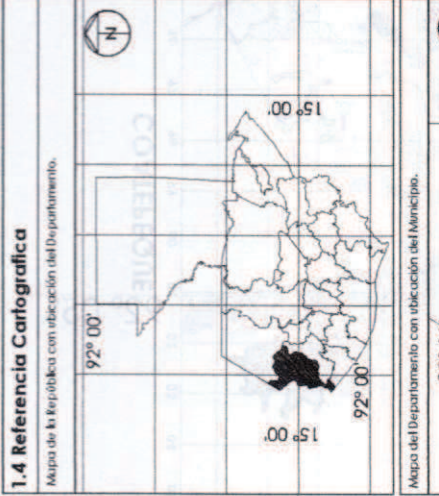 1.4 Referencia Cartografica
Mapa de la República con ubicación del Departamento.
N
92° 00'
15° 00'
15° 00'
92° 00'
COATEPEQUE
Mapa del Departamento con ubicación del Municipio.